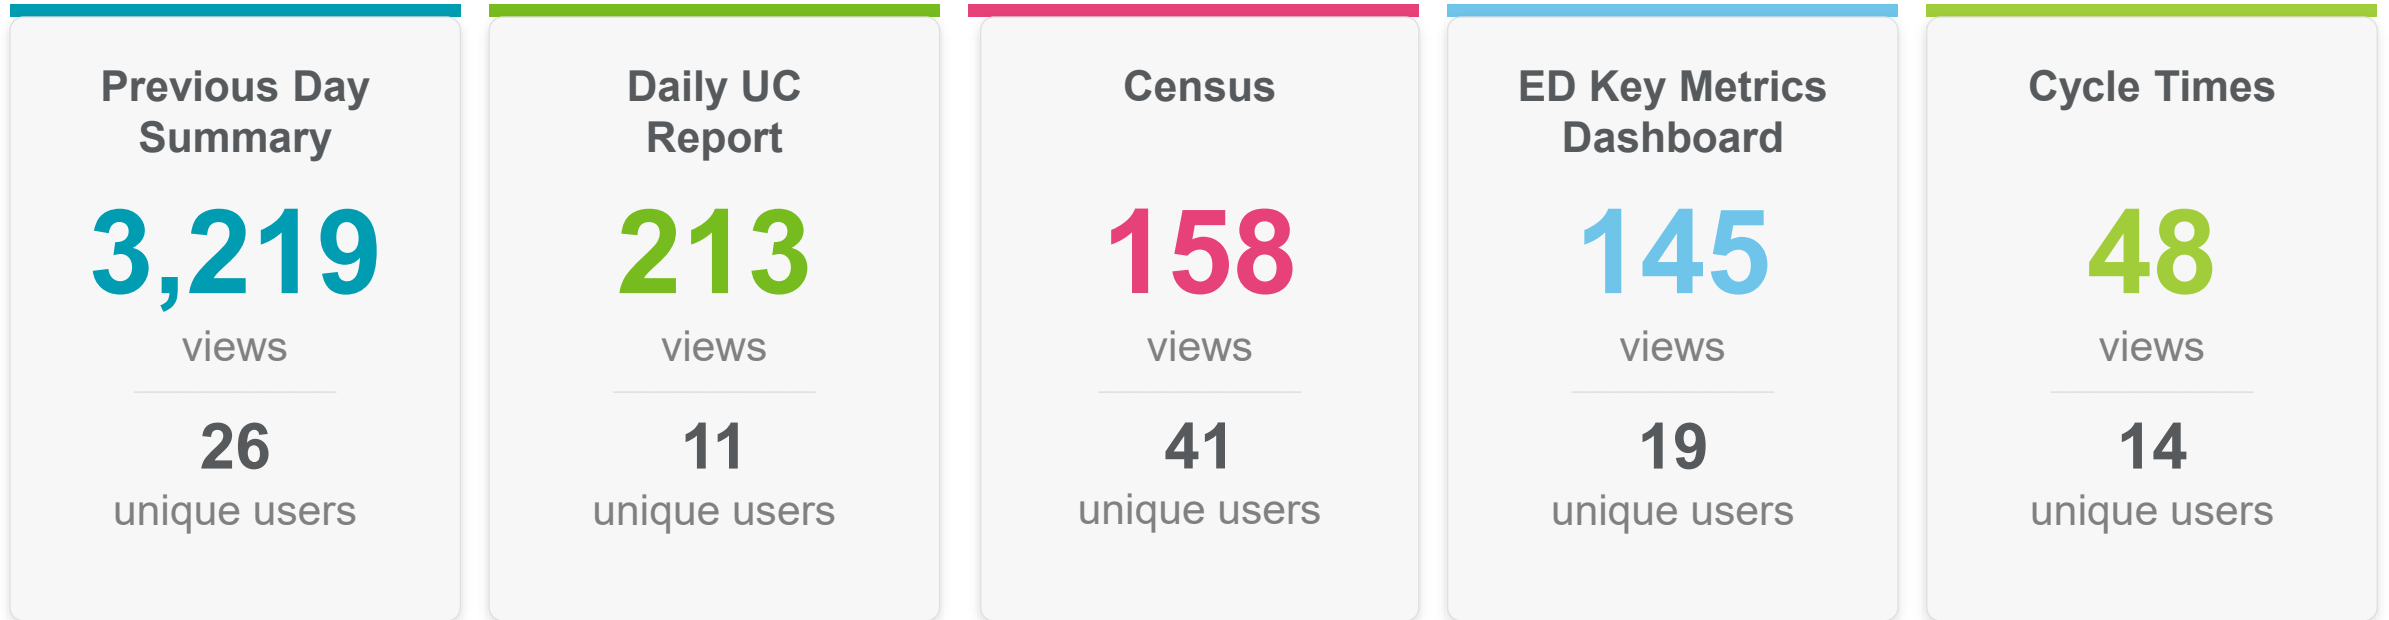 Previous Day
Summary
3,219
views
26
unique users
Daily UC
Report
213
views
11
unique users
Census
158
views
41
unique users
ED Key Metrics
Dashboard
145
views
19
unique users
Cycle Times
48
views
14
unique users